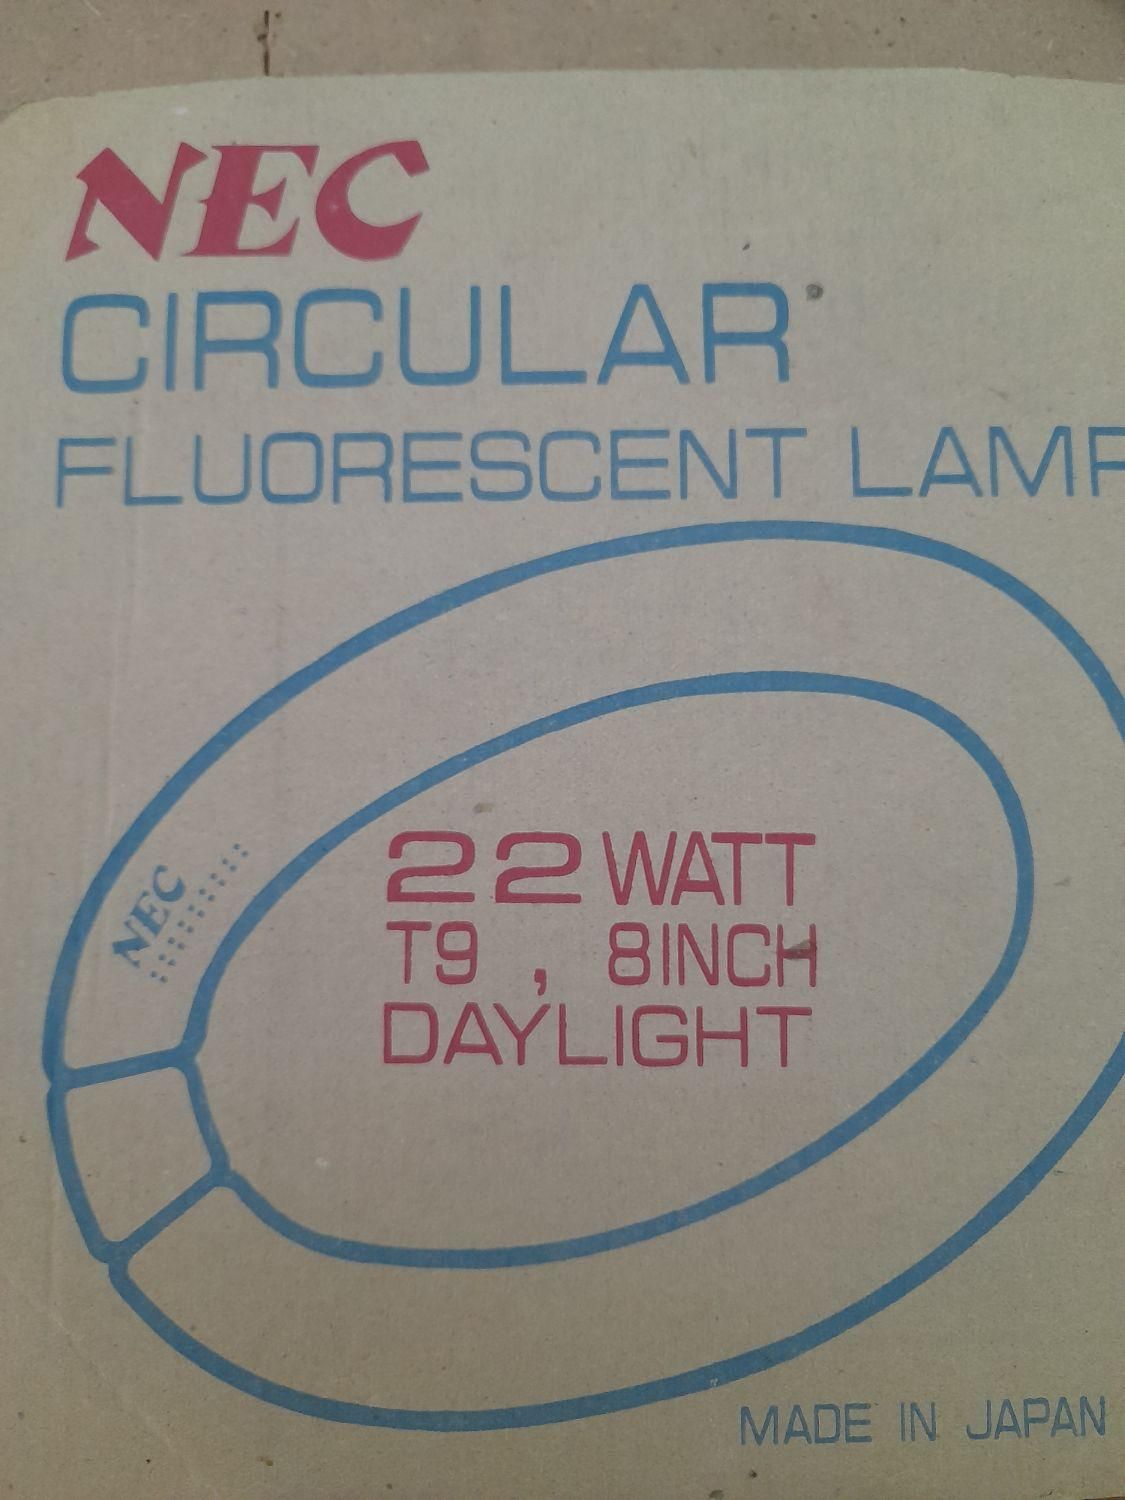 NEC
CIRCULAR
FLUORESCENT LAMP
NEC
22 WATT
T9 , 8INCH
DAYLIGHT
MADE IN JAPAN